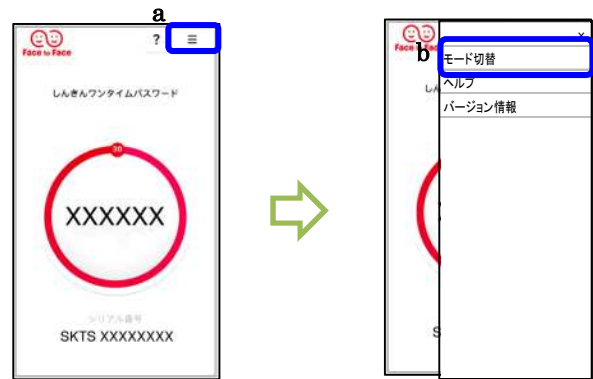 a
Face to Face
? ≡
しんきんワンタイムパスワード
30
XXXXXX
シリアル番号
SKTS XXXXXXXX
b
×
Face
モード切替
ヘルプ
バージョン情報
しん
S